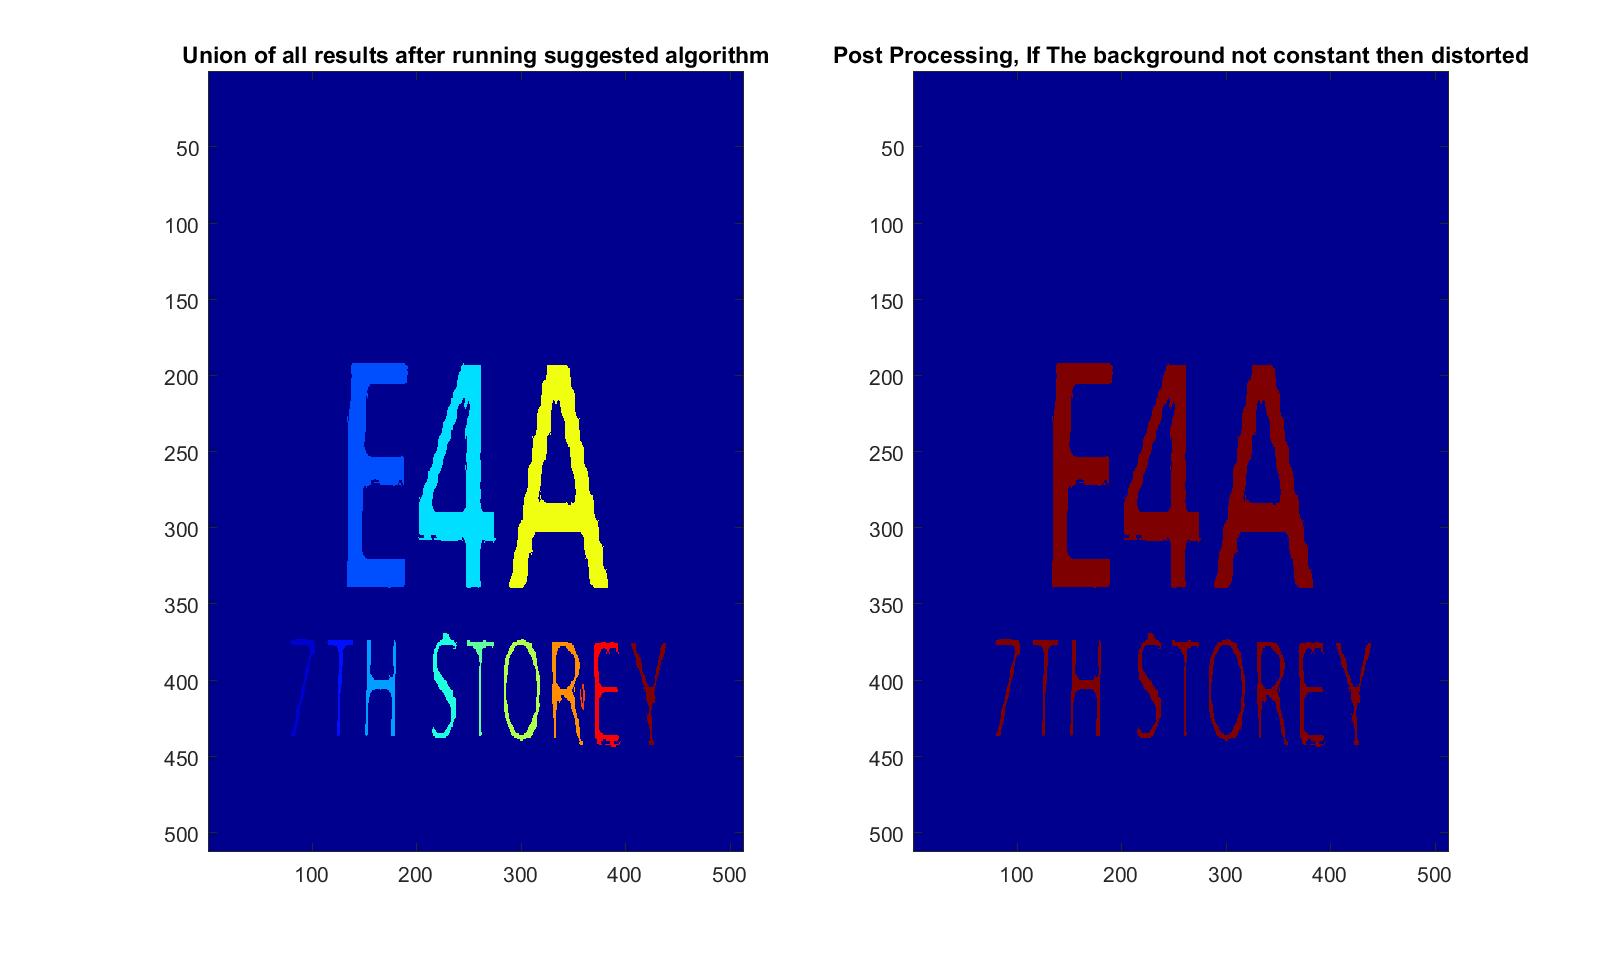 Union of all results after running suggested algorithm
50
100
150
200
250
300
350
400
450
500
E4A
7TH STOREY
100 200 300 400 500
Post Processing, If The background not constant then distorted
50
100
150
200
250
300
350
400
450
500
E4A
7TH STOREY
100 200 300 400 500